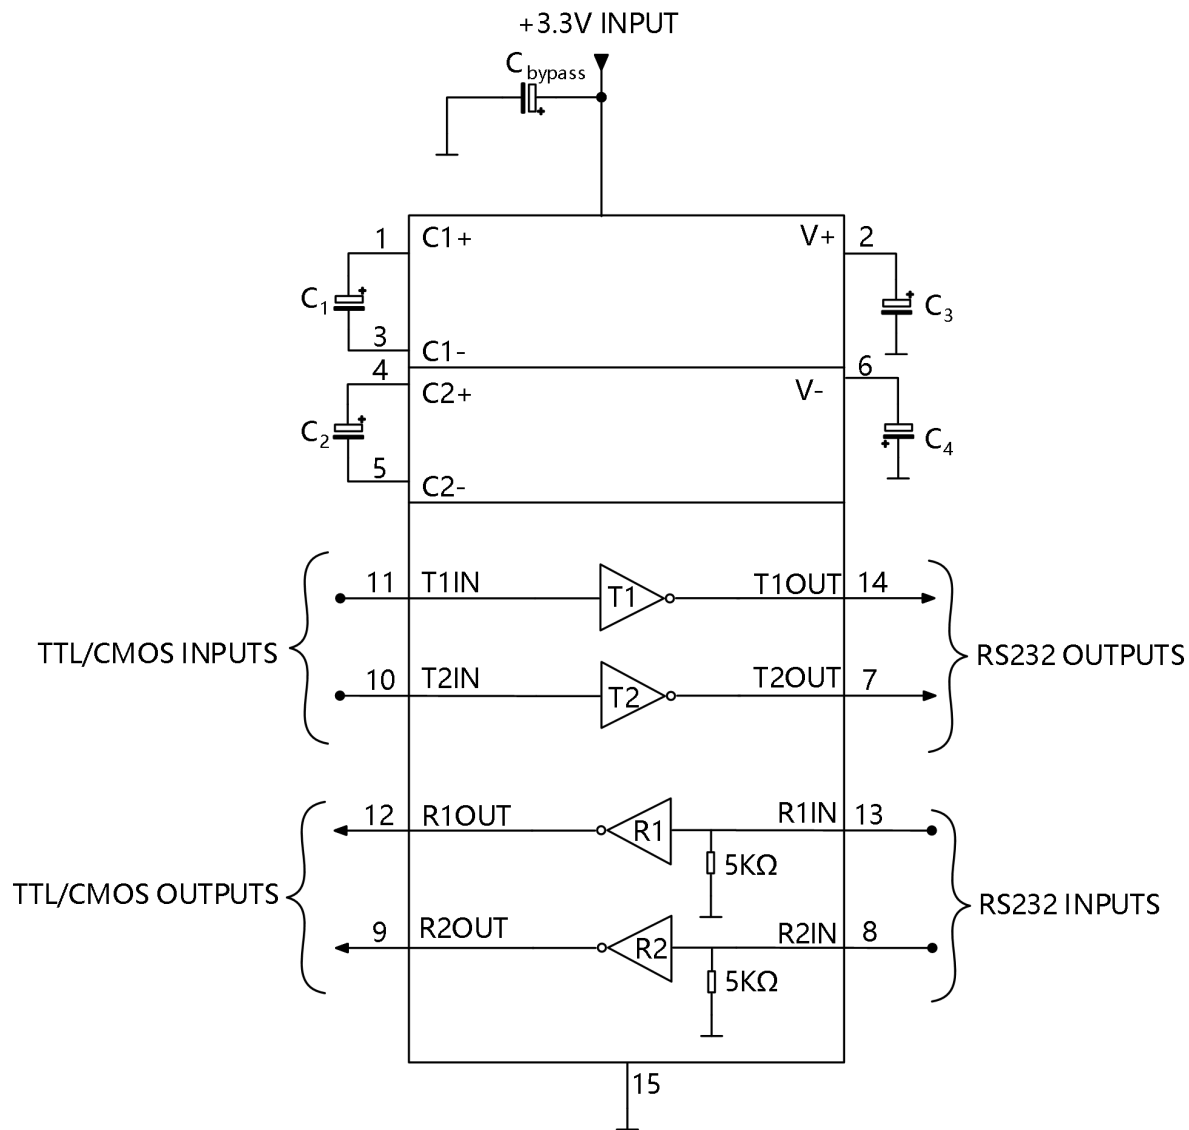 +3.3V INPUT
Cbypass
1
C1+
V+
2
C1
C3
3
C1-
4
C2+
V-
6
C2
C4
5
C2-
11
T1IN
T1
T1OUT
14
TTL/CMOS INPUTS
RS232 OUTPUTS
10
T2IN
T2
T2OUT
7
12
R1OUT
R1
R1IN
13
5KΩ
TTL/CMOS OUTPUTS
RS232 INPUTS
9
R2OUT
R2
R2IN
8
5KΩ
15